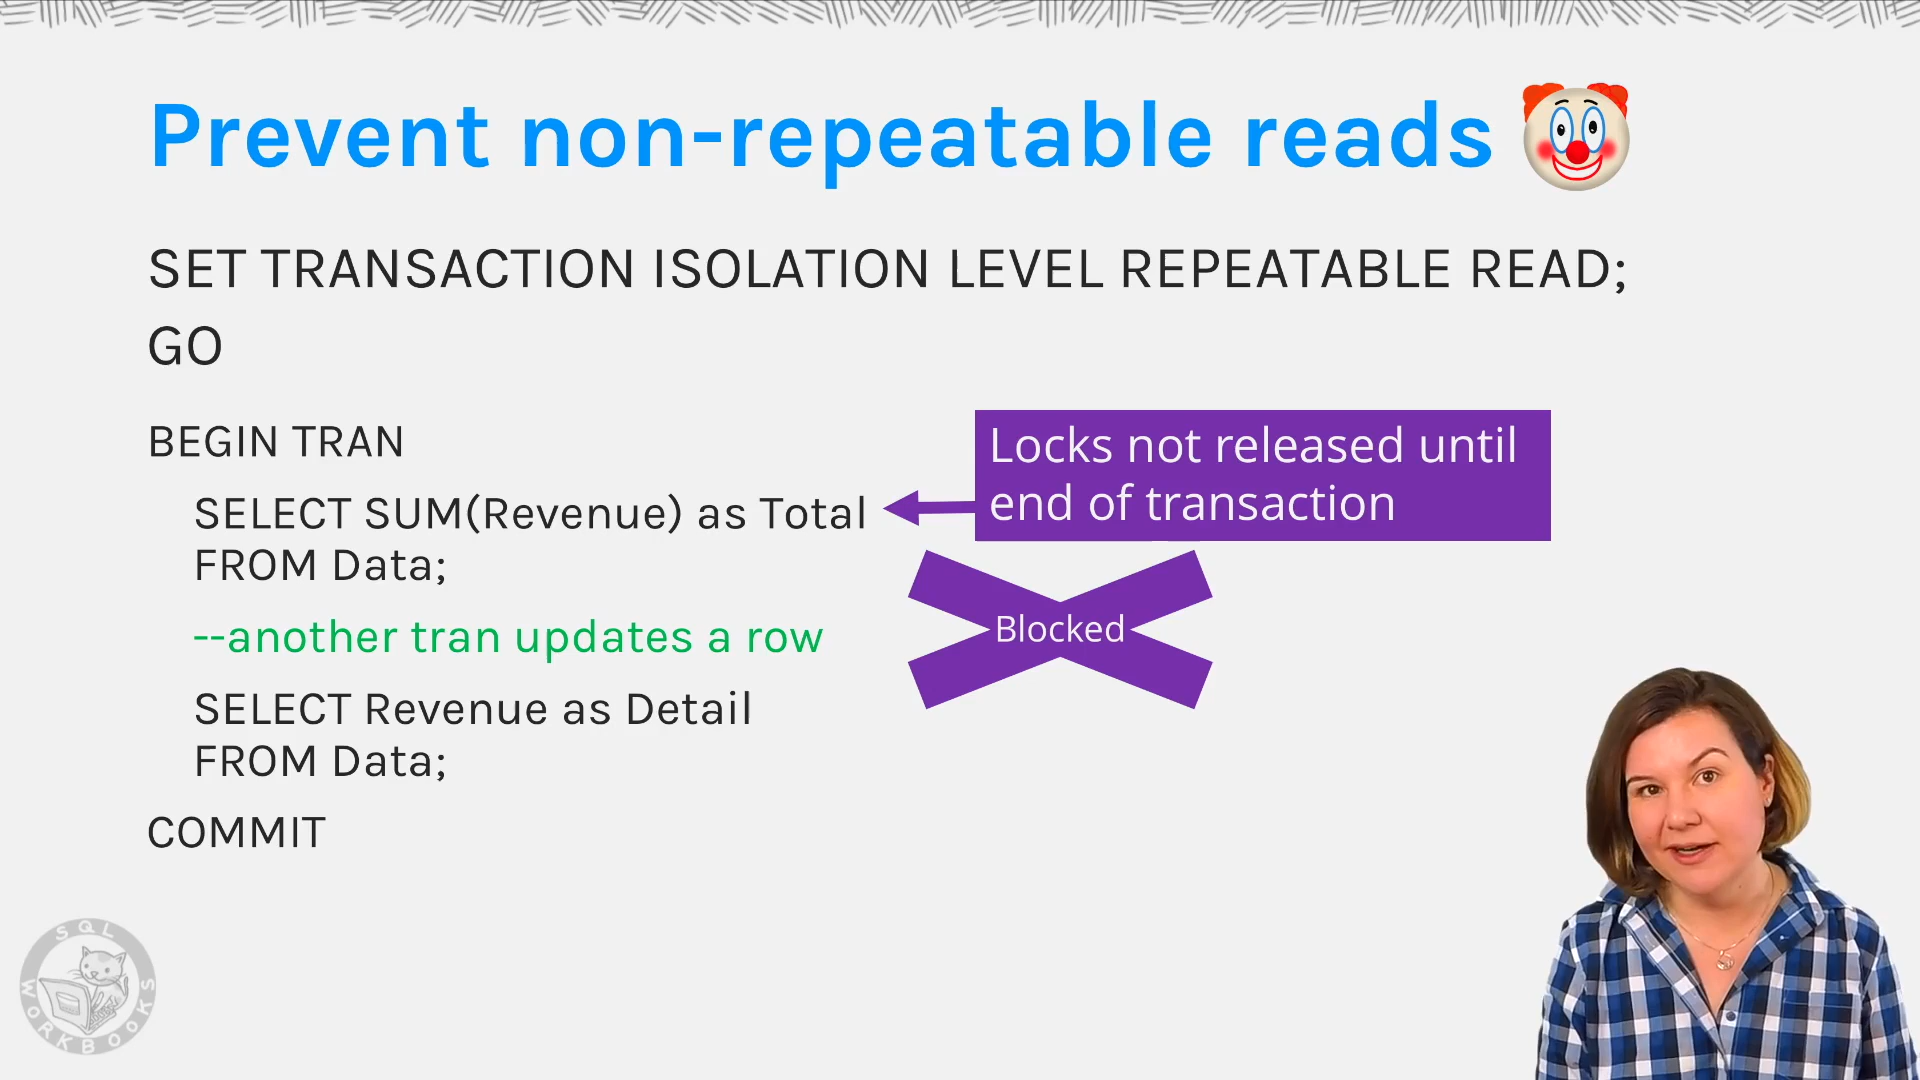 Prevent non-repeatable reads
SET TRANSACTION ISOLATION LEVEL REPEATABLE READ;
GO
BEGIN TRAN
SELECT SUM(Revenue) as Total
FROM Data;
Locks not released until
end of transaction
--another tran updates a row
Blocked
SELECT Revenue as Detail
FROM Data;
COMMIT
SQL
WORKBOOKS